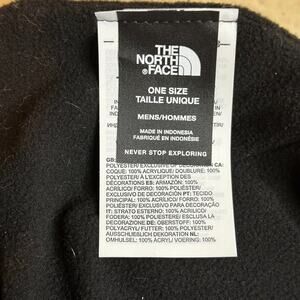 THE
NORTH
FACE
ONE SIZE
TAILLE UNIQUE
MENS/HOMMES
MADE IN INDONESIA
FABRIQUÉ EN INDONÉSIE
NEVER STOP EXPLORING
POLYESTER/ EXCLUSIVE OF DECORATION CA:
COQUE: 100% ACRYLIQUE/ DOUBLURE: 100%
POLYESTER/ À L'EXCEPTION DES
DÉCORATIONS ES: ARMAZÓN: 100%
ACRÍLICO/ FORRO: 100% POLIÉSTER/
EXCLUSIVO DE DECORACIÓN PT: TECIDO
PRINCIPAL: 100% ACRÍLICO/ FORRO: 100%
POLIÉSTER/ EXCLUSIVO PARA DECORAÇÃO
IT: STRATO ESTERNO: 100% ACRILICO/
FODERA: 100% POLIESTERE/ ESCLUSA LA
DECORAZIONE DE: OBERSTOFF: 100%
POLYACRYL/ FUTTER: 100% POLYESTER/
AUSSCHLIESSLICH DEKORATION NL:
OMHULSEL: 100% ACRYL/ VOERING: 100%